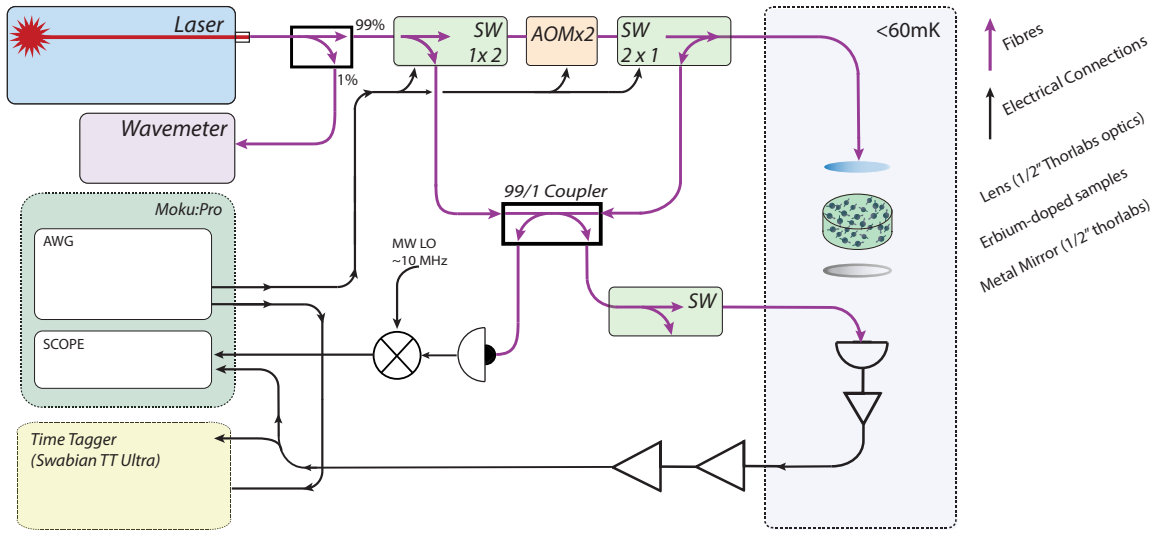 Laser
99%
1%
SW
1x 2
AOMx2
SW
2 x 1
<60mK
Fibres
Electrical Connections
Wavemeter
Lens (1/2" Thorlabs optics)
Erbium-doped samples
Metal Mirror (1/2" thorlabs)
99/1 Coupler
Moku:Pro
AWG
MW LO
~10 MHz
SW
SCOPE
Time Tagger
(Swabian TT Ultra)